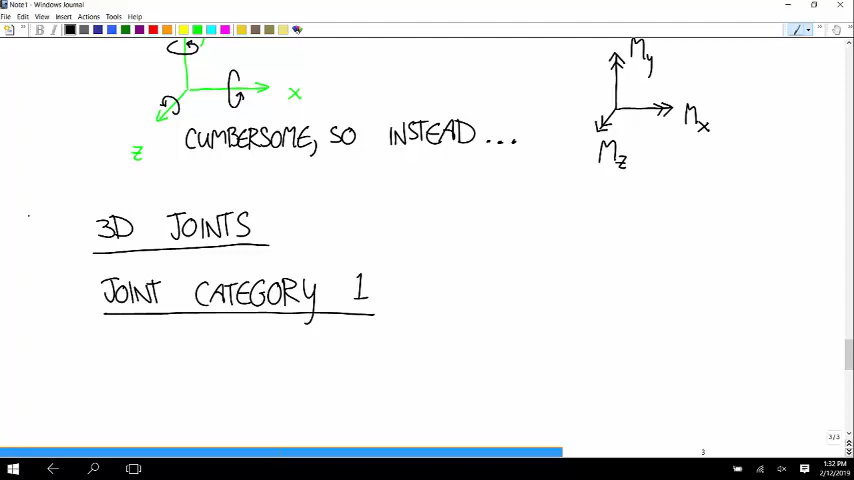 Note1 - Windows Journal
File Edit View Insert Actions Tools Help
B I
My
x
Mx
CUMBERSOME, SO INSTEAD...
z
Mz
3D JOINTS
JOINT CATEGORY 1
3/3
3
1:32 PM
2/12/2019